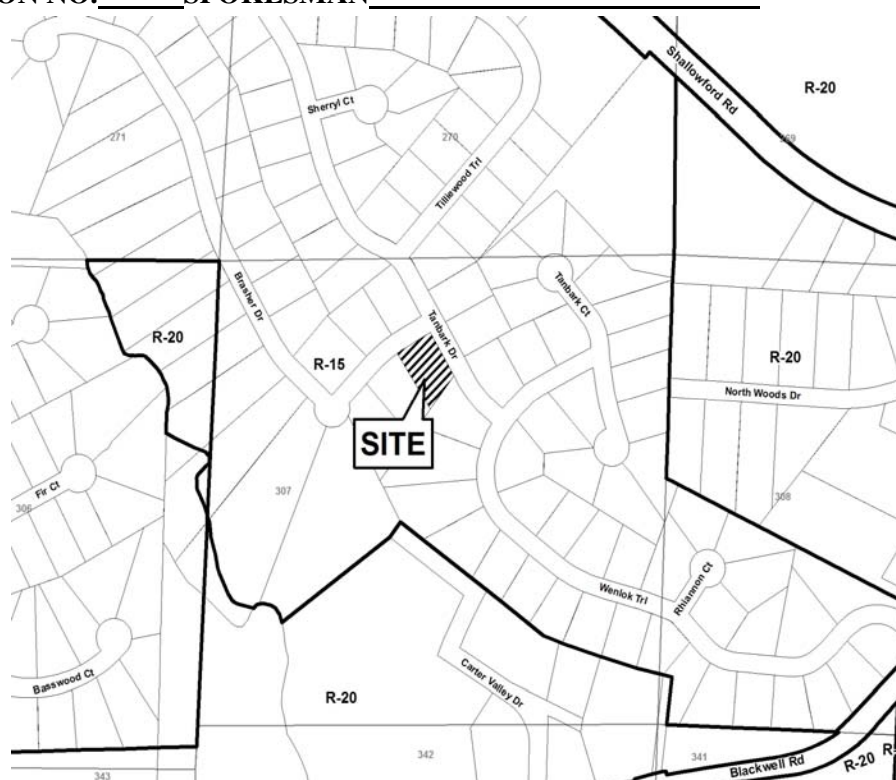 ON NO. SPOKESMAN
Shallowford Rd
R-20
Sherryl Ct
271
270
269
Tilliewood Trl
Brasher Dr
Tanbark Ct
Tanbark Dr
R-20
R-15
R-20
North Woods Dr
SITE
Fir Ct
306
307
308
Wenlok Trl
Rhiannon Ct
Basswood Ct
Carter Valley Dr
R-20
342
341
343
Blackwell Rd
R-20
R-